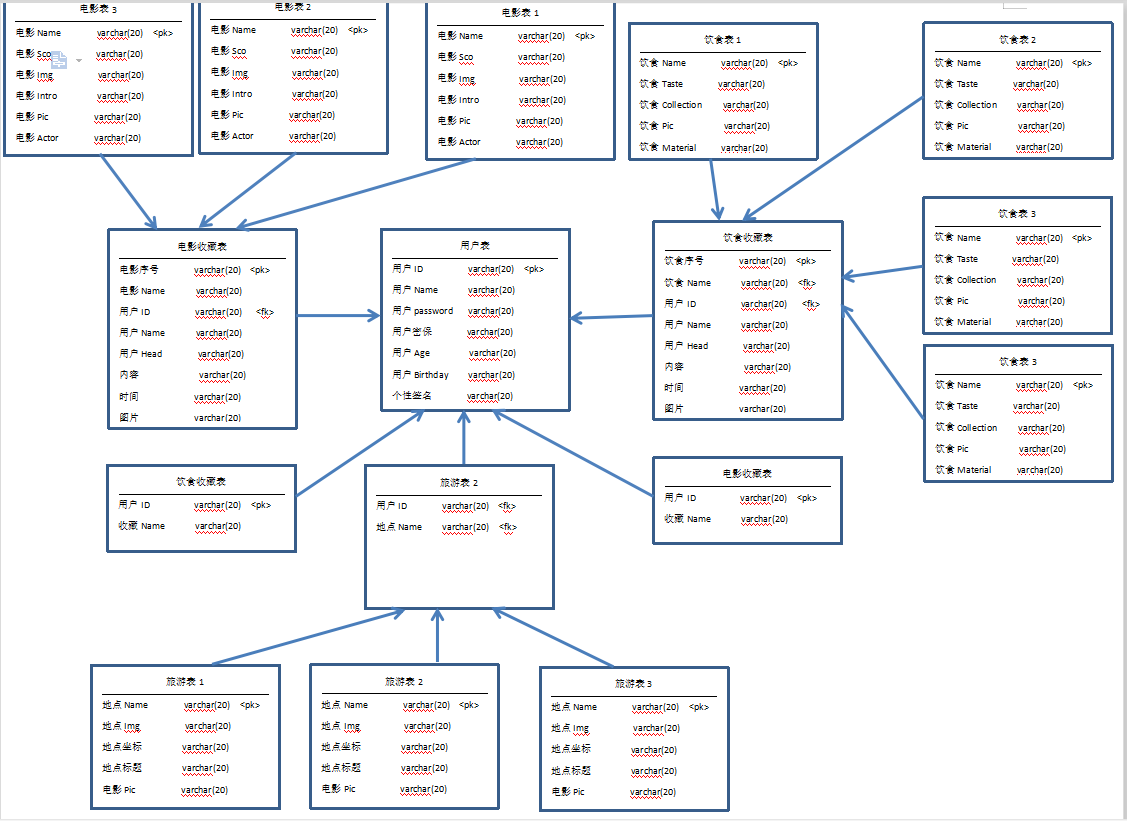 电影表 3
电影 Name varchar(20) <pk>
电影 Sco varchar(20)
电影 Img varchar(20)
电影 Intro varchar(20)
电影 Pic varchar(20)
电影 Actor varchar(20)
电影表 2
电影 Name varchar(20) <pk>
电影 Sco varchar(20)
电影 Img varchar(20)
电影 Intro varchar(20)
电影 Pic varchar(20)
电影 Actor varchar(20)
电影表 1
电影 Name varchar(20) <pk>
电影 Sco varchar(20)
电影 Img varchar(20)
电影 Intro varchar(20)
电影 Pic varchar(20)
电影 Actor varchar(20)
饮食表 1
饮食 Name varchar(20) <pk>
饮食 Taste varchar(20)
饮食 Collection varchar(20)
饮食 Pic varchar(20)
饮食 Material varchar(20)
饮食表 2
饮食 Name varchar(20) <pk>
饮食 Taste varchar(20)
饮食 Collection varchar(20)
饮食 Pic varchar(20)
饮食 Material varchar(20)
电影收藏表
电影序号 varchar(20) <pk>
电影 Name varchar(20)
用户 ID varchar(20) <fk>
用户 Name varchar(20)
用户 Head varchar(20)
内容 varchar(20)
时间 varchar(20)
图片 varchar(20)
用户表
用户 ID varchar(20) <pk>
用户 Name varchar(20)
用户 password varchar(20)
用户密保 varchar(20)
用户 Age varchar(20)
用户 Birthday varchar(20)
个性签名 varchar(20)
饮食收藏表
饮食序号 varchar(20) <pk>
饮食 Name varchar(20) <fk>
用户 ID varchar(20) <fk>
用户 Name varchar(20)
用户 Head varchar(20)
内容 varchar(20)
时间 varchar(20)
图片 varchar(20)
饮食表 3
饮食 Name varchar(20) <pk>
饮食 Taste varchar(20)
饮食 Collection varchar(20)
饮食 Pic varchar(20)
饮食 Material varchar(20)
饮食表 3
饮食 Name varchar(20) <pk>
饮食 Taste varchar(20)
饮食 Collection varchar(20)
饮食 Pic varchar(20)
饮食 Material varchar(20)
饮食收藏表
用户 ID varchar(20) <pk>
收藏 Name varchar(20)
旅游表 2
用户 ID varchar(20) <fk>
地点 Name varchar(20) <fk>
电影收藏表
用户 ID varchar(20) <pk>
收藏 Name varchar(20)
旅游表 1
地点 Name varchar(20) <pk>
地点 Img varchar(20)
地点坐标 varchar(20)
地点标题 varchar(20)
电影 Pic varchar(20)
旅游表 2
地点 Name varchar(20) <pk>
地点 Img varchar(20)
地点坐标 varchar(20)
地点标题 varchar(20)
电影 Pic varchar(20)
旅游表 3
地点 Name varchar(20) <pk>
地点 Img varchar(20)
地点坐标 varchar(20)
地点标题 varchar(20)
电影 Pic varchar(20)